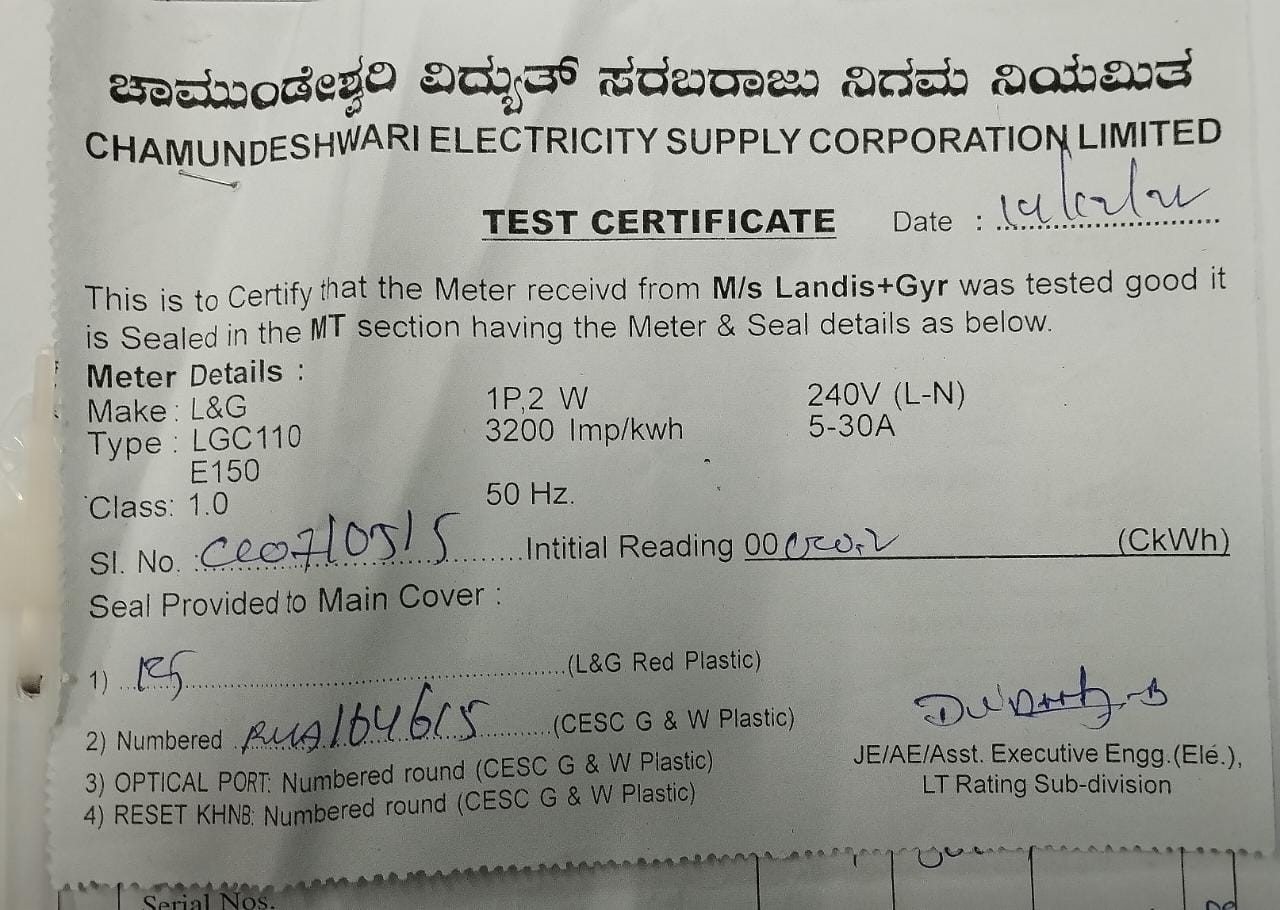 ಚಾಮುಂಡೇಶ್ವರಿ ವಿದ್ಯುತ್ ಸರಬರಾಜು ನಿಗಮ ನಿಯಮಿತ
CHAMUNDESHWARI ELECTRICITY SUPPLY CORPORATION LIMITED
TEST CERTIFICATE Date :
This is to Certify that the Meter receivd from M/s Landis+Gyr was tested good it
is Sealed in the MT section having the Meter & Seal details as below.
Meter Details :
Make : L&G 1P,2 W 240V (L-N)
Type : LGC110 3200 Imp/kwh 5-30A
E150
Class: 1.0 50 Hz.
Sl. No. Intitial Reading 00 (CkWh)
Seal Provided to Main Cover :
1) (L&G Red Plastic)
2) Numbered (CESC G & W Plastic)
3) OPTICAL PORT: Numbered round (CESC G & W Plastic)
4) RESET KHNB: Numbered round (CESC G & W Plastic)
JE/AE/Asst. Executive Engg.(Ele.),
LT Rating Sub-division
Serial Nos.